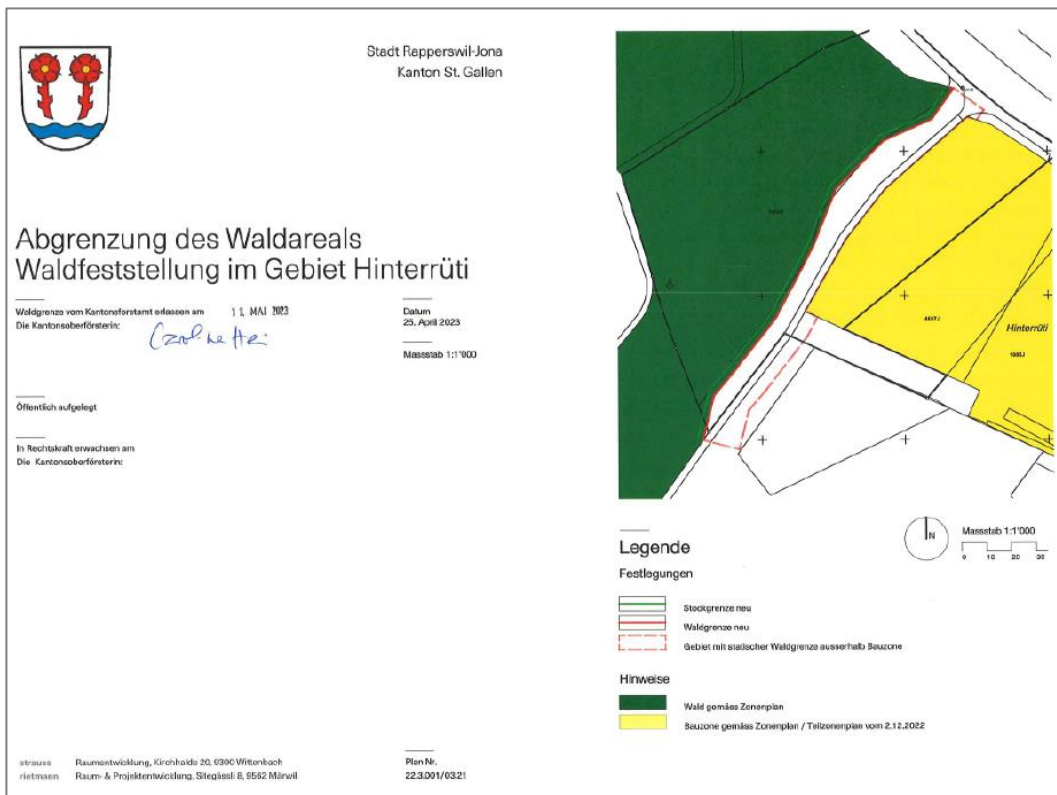 Stadt Rapperswil-Jona
Kanton St. Gallen
Abgrenzung des Waldareals
Waldfeststellung im Gebiet Hinterrüti
Waldgrenze vom Kantonsforstamt erlassen am
MAI 2023
Die Kantonsoberförsterin:
Datum
25. April 2023
Massstab 1:1'000
Öffentlich aufgelegt
In Rechtskraft erwachsen am
Die Kantonsoberförsterin:
Hinterrüti
N
Massstab 1:1'000
0 10 20 30
Legende
Festlegungen
Stockgrenze neu
Waldgrenze neu
Gebiet mit statischer Waldgrenze ausserhalb Bauzone
Hinweise
Wald gemäss Zonenplan
Bauzone gemäss Zonenplan / Teilzonenplan vom 2.12.2022
strauss Raumentwicklung, Kirchhalde 20, 9300 Wittenbach
rietmann Raum- & Projektentwicklung, Sitegässli 8, 9562 Märwil
Plan Nr.
22.3.001/03.21